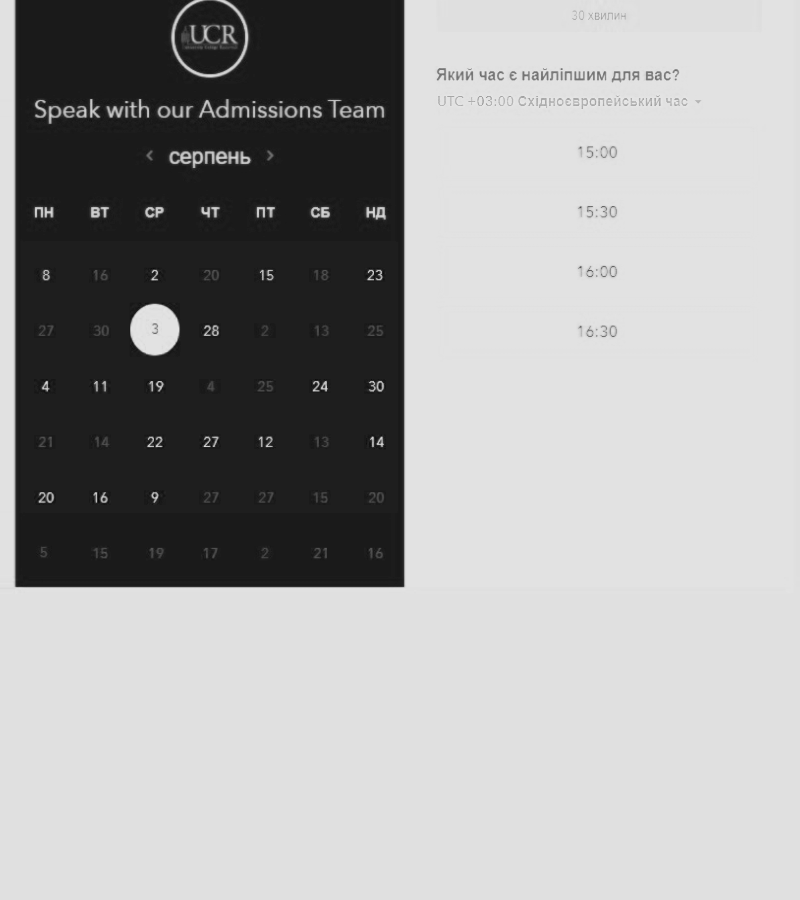 UCR
Speak with our Admissions Team
серпень
ПН ВТ СР ЧТ ПТ СБ НД
8 16 2 20 15 18 23
27 30 3 28 2 13 25
4 11 19 4 25 24 30
21 14 22 27 12 13 14
20 16 9 27 27 15 20
5 15 19 17 2 21 16
30 хвилин
Який час є найліпшим для вас?
UTC +03:00 Східноєвропейський час
15:00
15:30
16:00
16:30